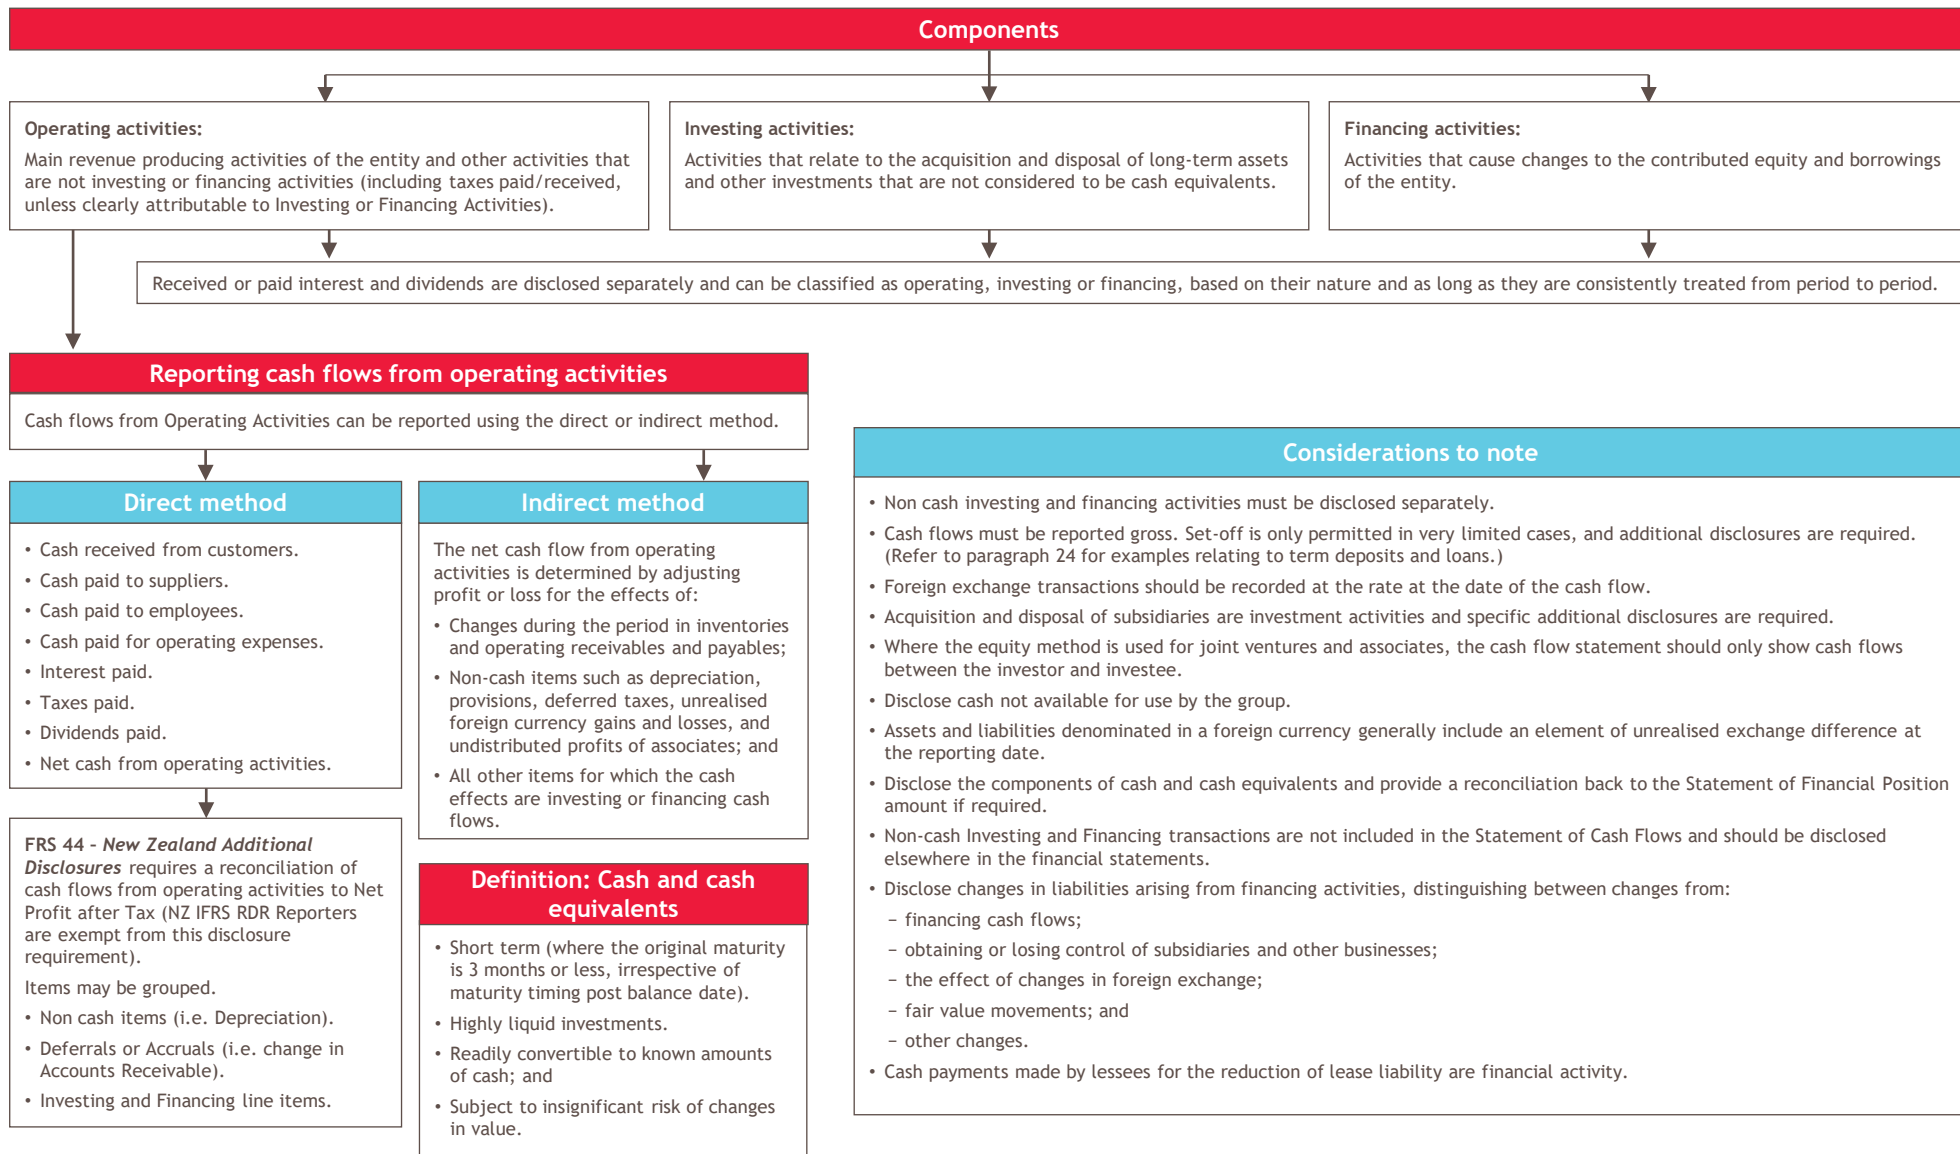 Components
Operating activities:
Main revenue producing activities of the entity and other activities that
are not investing or financing activities (including taxes paid/received,
unless clearly attributable to Investing or Financing Activities).
Investing activities:
Activities that relate to the acquisition and disposal of long-term assets
and other investments that are not considered to be cash equivalents.
Financing activities:
Activities that cause changes to the contributed equity and borrowings
of the entity.
Received or paid interest and dividends are disclosed separately and can be classified as operating, investing or financing, based on their nature and as long as they are consistently treated from period to period.
Reporting cash flows from operating activities
Cash flows from Operating Activities can be reported using the direct or indirect method.
Direct method
• Cash received from customers.
• Cash paid to suppliers.
• Cash paid to employees.
• Cash paid for operating expenses.
• Interest paid.
• Taxes paid.
• Dividends paid.
• Net cash from operating activities.
FRS 44 – New Zealand Additional
Disclosures requires a reconciliation of
cash flows from operating activities to Net
Profit after Tax (NZ IFRS RDR Reporters
are exempt from this disclosure
requirement).
Items may be grouped.
• Non cash items (i.e. Depreciation).
• Deferrals or Accruals (i.e. change in
Accounts Receivable).
• Investing and Financing line items.
Indirect method
The net cash flow from operating
activities is determined by adjusting
profit or loss for the effects of:
• Changes during the period in inventories
and operating receivables and payables;
• Non-cash items such as depreciation,
provisions, deferred taxes, unrealised
foreign currency gains and losses, and
undistributed profits of associates; and
• All other items for which the cash
effects are investing or financing cash
flows.
Definition: Cash and cash
equivalents
• Short term (where the original maturity
is 3 months or less, irrespective of
maturity timing post balance date).
• Highly liquid investments.
• Readily convertible to known amounts
of cash; and
• Subject to insignificant risk of changes
in value.
Considerations to note
• Non cash investing and financing activities must be disclosed separately.
• Cash flows must be reported gross. Set-off is only permitted in very limited cases, and additional disclosures are required.
(Refer to paragraph 24 for examples relating to term deposits and loans.)
• Foreign exchange transactions should be recorded at the rate at the date of the cash flow.
• Acquisition and disposal of subsidiaries are investment activities and specific additional disclosures are required.
• Where the equity method is used for joint ventures and associates, the cash flow statement should only show cash flows
between the investor and investee.
• Disclose cash not available for use by the group.
• Assets and liabilities denominated in a foreign currency generally include an element of unrealised exchange difference at
the reporting date.
• Disclose the components of cash and cash equivalents and provide a reconciliation back to the Statement of Financial Position
amount if required.
• Non-cash Investing and Financing transactions are not included in the Statement of Cash Flows and should be disclosed
elsewhere in the financial statements.
• Disclose changes in liabilities arising from financing activities, distinguishing between changes from:
− financing cash flows;
− obtaining or losing control of subsidiaries and other businesses;
− the effect of changes in foreign exchange;
− fair value movements; and
− other changes.
• Cash payments made by lessees for the reduction of lease liability are financial activity.